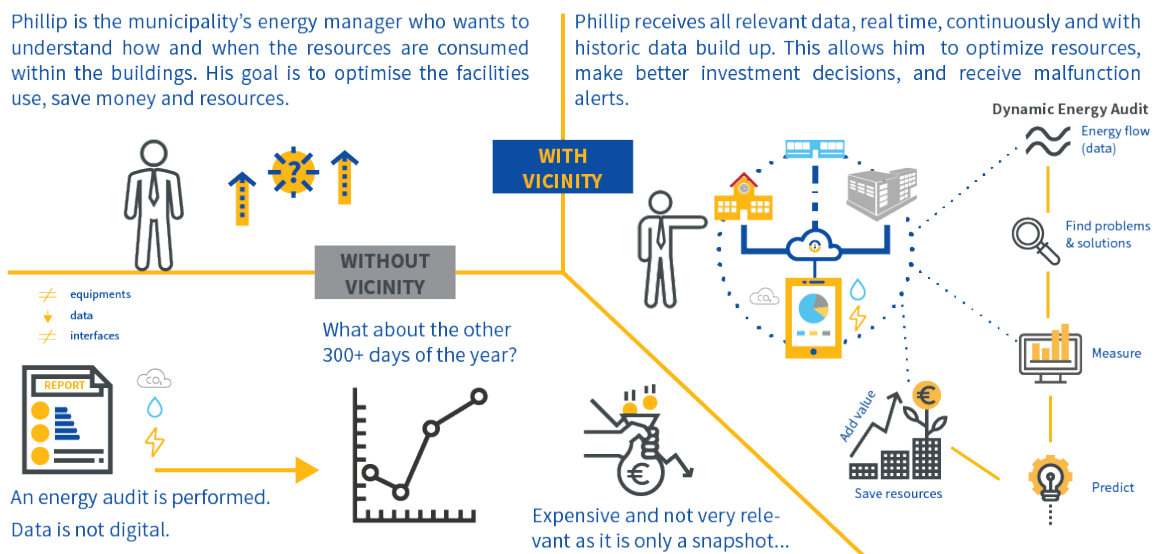 Phillip is the municipality's energy manager who wants to
understand how and when the resources are consumed
within the buildings. His goal is to optimise the facilities
use, save money and resources.
Phillip receives all relevant data, real time, continuously and with
historic data build up. This allows him to optimize resources,
make better investment decisions, and receive malfunction
alerts.
WITH
VICINITY
Dynamic Energy Audit
Energy flow
(data)
Find problems
& solutions
Measure
Predict
CO₂
Add value
€
Save resources
?
WITHOUT
VICINITY
≠ equipments
data
≠ interfaces
REPORT
CO₂
An energy audit is performed.
Data is not digital.
What about the other
300+ days of the year?
€
Expensive and not very rele-
vant as it is only a snapshot...